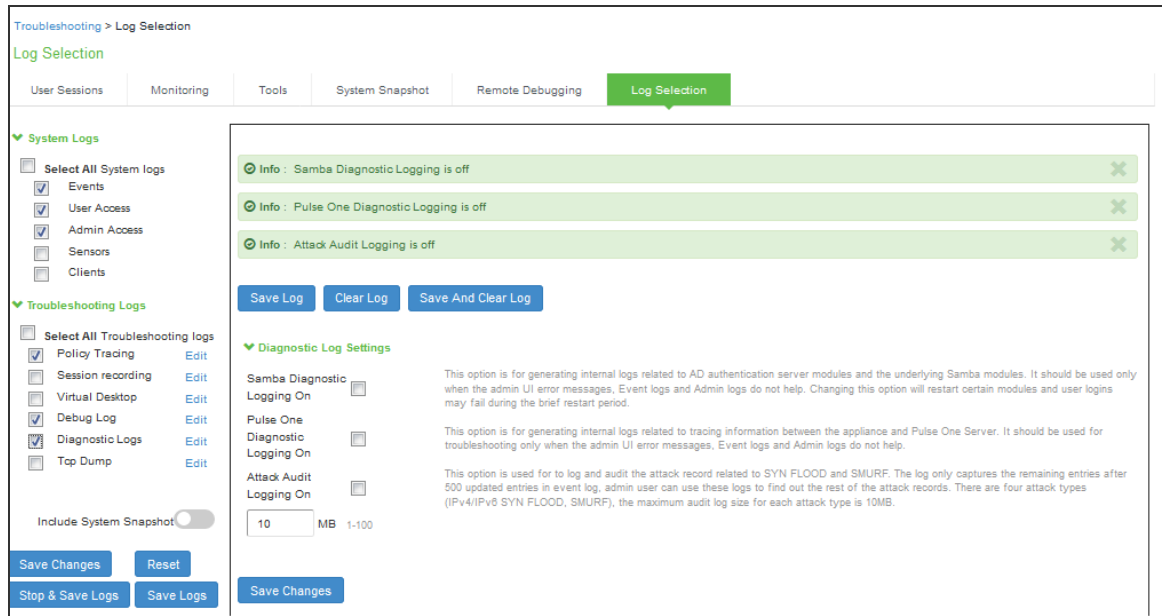 Troubleshooting > Log Selection
Log Selection
User Sessions
Monitoring
Tools
System Snapshot
Remote Debugging
Log Selection
System Logs
Select All System logs
Events
User Access
Admin Access
Sensors
Clients
Troubleshooting Logs
Select All Troubleshooting logs
Policy Tracing Edit
Session recording Edit
Virtual Desktop Edit
Debug Log Edit
Diagnostic Logs Edit
Tcp Dump Edit
Include System Snapshot
Save Changes Reset
Stop & Save Logs Save Logs
Info : Samba Diagnostic Logging is off
Info : Pulse One Diagnostic Logging is off
Info : Attack Audit Logging is off
Save Log Clear Log Save And Clear Log
Diagnostic Log Settings
Samba Diagnostic
Logging On
This option is for generating internal logs related to AD authentication server modules and the underlying Samba modules. It should be used only
when the admin UI error messages, Event logs and Admin logs do not help. Changing this option will restart certain modules and user logins
may fail during the brief restart period.
Pulse One
Diagnostic
Logging On
This option is for generating internal logs related to tracing information between the appliance and Pulse One Server. It should be used for
troubleshooting only when the admin UI error messages, Event logs and Admin logs do not help.
Attack Audit
Logging On
This option is used for to log and audit the attack record related to SYN FLOOD and SMURF. The log only captures the remaining entries after
500 updated entries in event log, admin user can use these logs to find out the rest of the attack records. There are four attack types
(IPv4/IPv6 SYN FLOOD, SMURF), the maximum audit log size for each attack type is 10MB.
10 MB 1-100
Save Changes